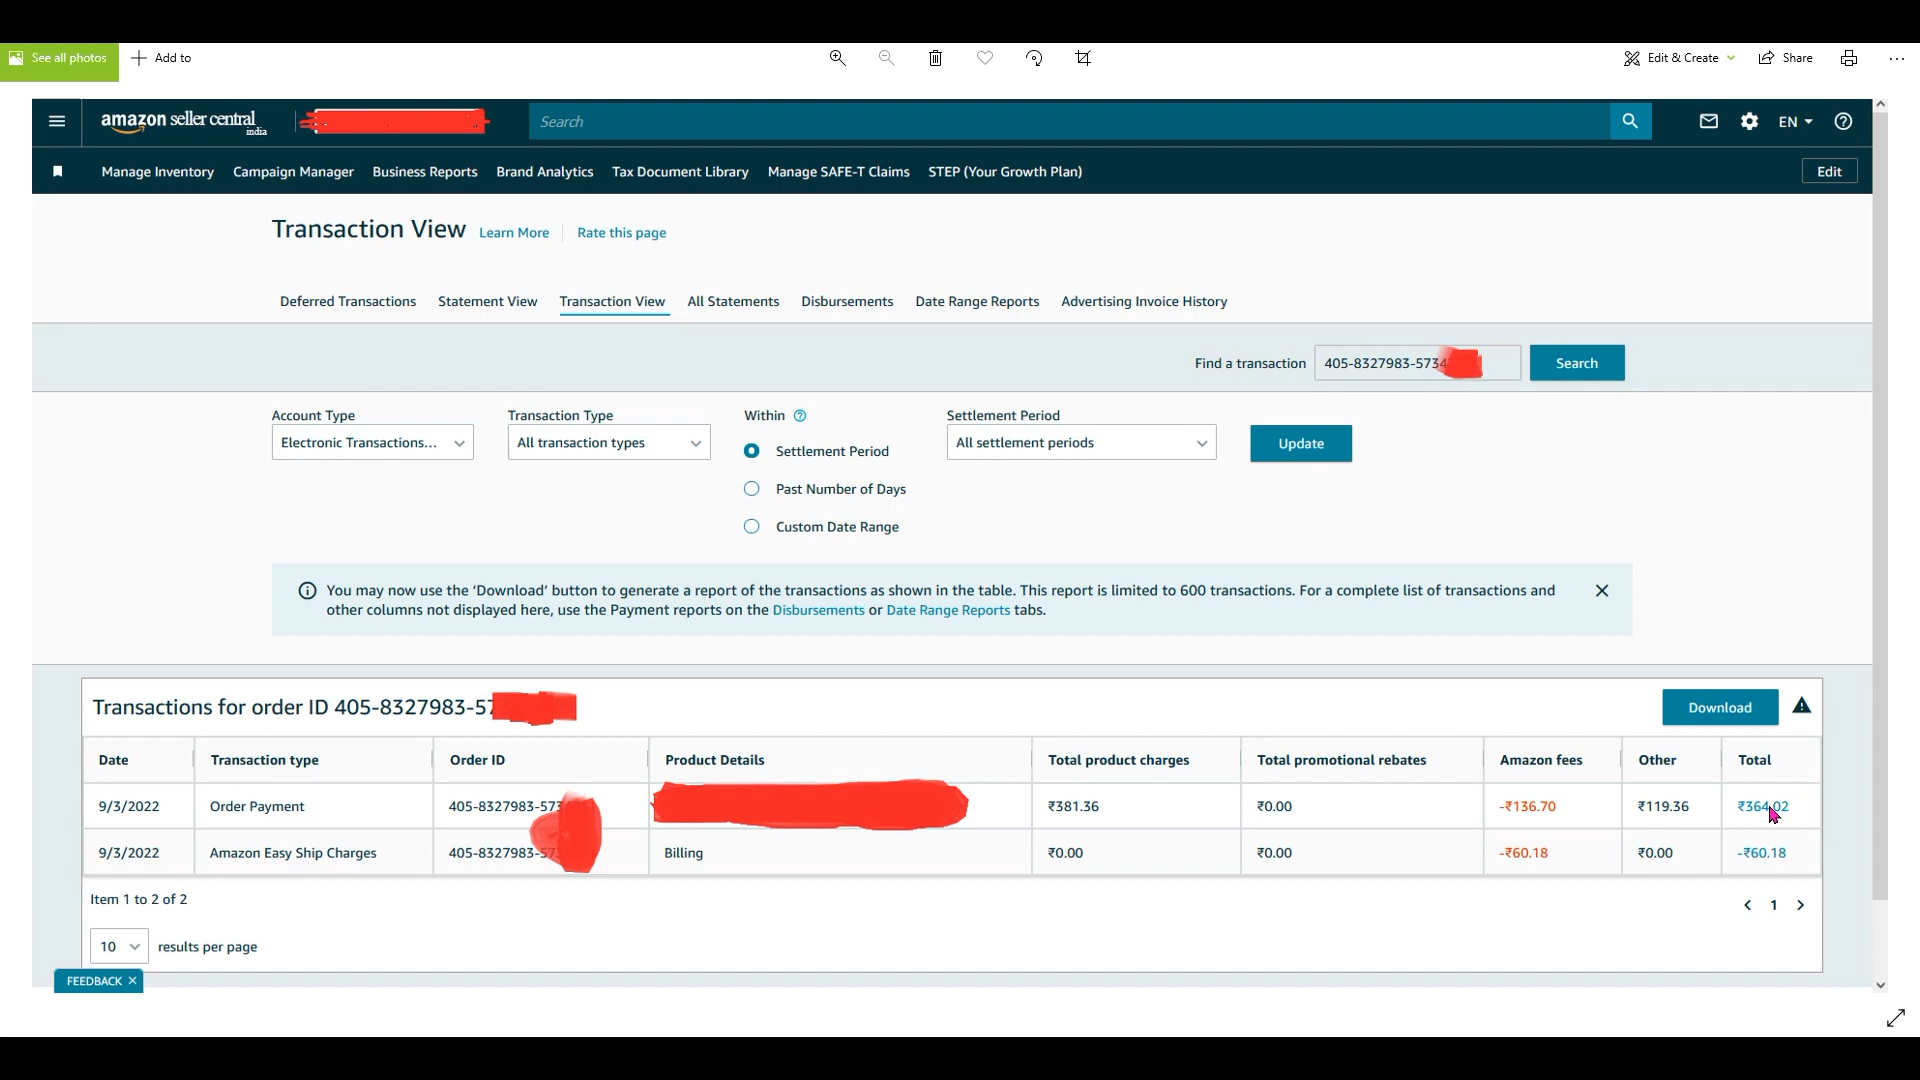 See all photos
Add to
Edit & Create
Share
amazon seller central
india
Search
EN
Manage Inventory Campaign Manager Business Reports Brand Analytics Tax Document Library Manage SAFE-T Claims STEP (Your Growth Plan)
Edit
Transaction View Learn More Rate this page
Deferred Transactions Statement View Transaction View All Statements Disbursements Date Range Reports Advertising Invoice History
Find a transaction 405-8327983-5734 Search
Account Type Transaction Type Within Settlement Period
Electronic Transactions... All transaction types Settlement Period All settlement periods Update
Past Number of Days
Custom Date Range
You may now use the ‘Download’ button to generate a report of the transactions as shown in the table. This report is limited to 600 transactions. For a complete list of transactions and
other columns not displayed here, use the Payment reports on the Disbursements or Date Range Reports tabs.
Transactions for order ID 405-8327983-57 Download
Date Transaction type Order ID Product Details Total product charges Total promotional rebates Amazon fees Other Total
9/3/2022 Order Payment 405-8327983-573 ₹381.36 ₹0.00 -₹136.70 ₹119.36 ₹364.02
9/3/2022 Amazon Easy Ship Charges 405-8327983-573 Billing ₹0.00 ₹0.00 -₹60.18 ₹0.00 -₹60.18
Item 1 to 2 of 2
1
10 results per page
FEEDBACK